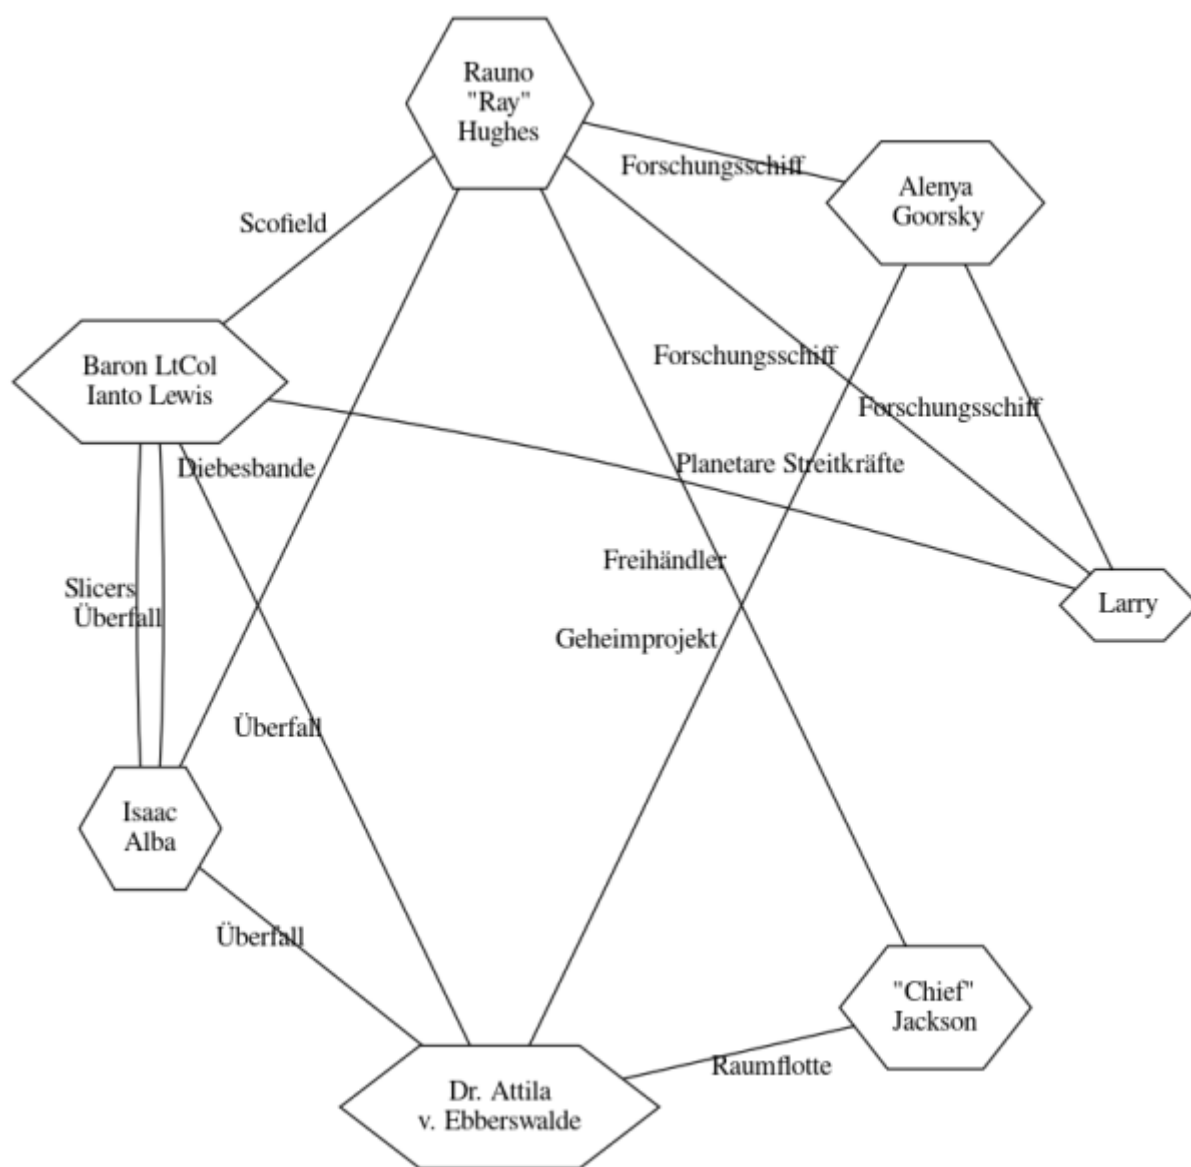 Rauno
"Ray"
Hughes
Forschungsschiff
Alenya
Goorsky
Scofield
Baron LtCol
Ianto Lewis
Forschungsschiff
Forschungsschiff
Diebesbande
Planetare Streitkräfte
Freihändler
Slicers
Überfall
Larry
Geheimprojekt
Überfall
Isaac
Alba
Überfall
"Chief"
Jackson
Raumflotte
Dr. Attila
v. Ebberswalde